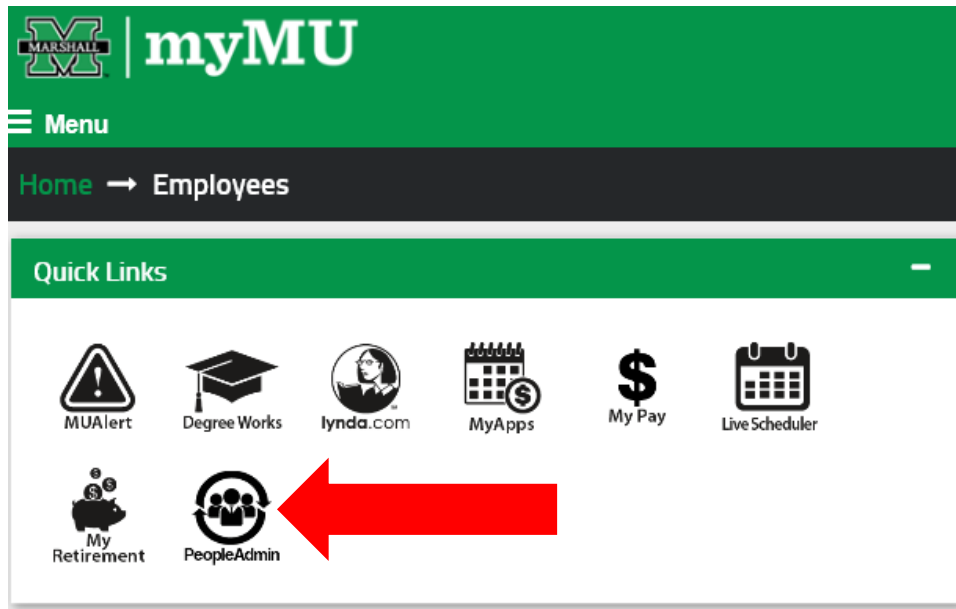 MARSHALL
myMU
Menu
Home → Employees
Quick Links
MUAlert
Degree Works
lynda.com
MyApps
My Pay
Live Scheduler
My
Retirement
PeopleAdmin